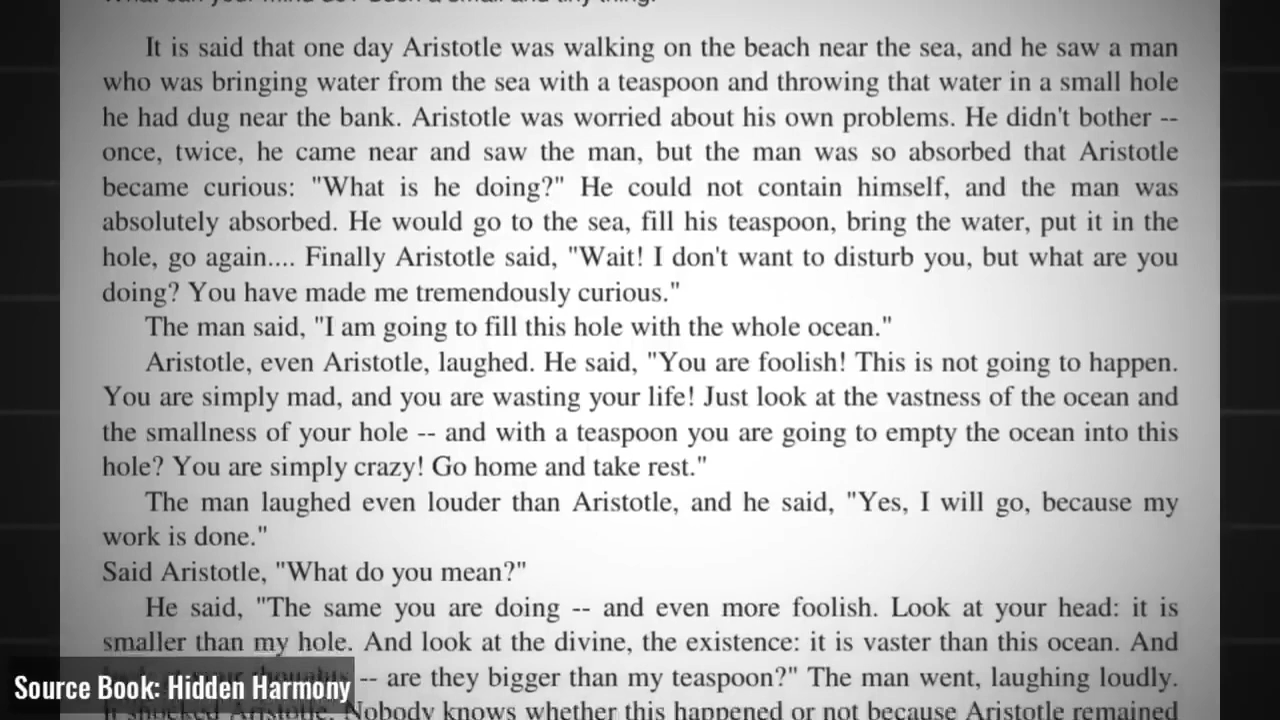 It is said that one day Aristotle was walking on the beach near the sea, and he saw a man
who was bringing water from the sea with a teaspoon and throwing that water in a small hole
he had dug near the bank. Aristotle was worried about his own problems. He didn't bother --
once, twice, he came near and saw the man, but the man was so absorbed that Aristotle
became curious: "What is he doing?" He could not contain himself, and the man was
absolutely absorbed. He would go to the sea, fill his teaspoon, bring the water, put it in the
hole, go again.... Finally Aristotle said, "Wait! I don't want to disturb you, but what are you
doing? You have made me tremendously curious."
The man said, "I am going to fill this hole with the whole ocean."
Aristotle, even Aristotle, laughed. He said, "You are foolish! This is not going to happen.
You are simply mad, and you are wasting your life! Just look at the vastness of the ocean and
the smallness of your hole -- and with a teaspoon you are going to empty the ocean into this
hole? You are simply crazy! Go home and take rest."
The man laughed even louder than Aristotle, and he said, "Yes, I will go, because my
work is done."
Said Aristotle, "What do you mean?"
He said, "The same you are doing -- and even more foolish. Look at your head: it is
smaller than my hole. And look at the divine, the existence: it is vaster than this ocean. And
-- are they bigger than my teaspoon?" The man went, laughing loudly.
Aristotle. Nobody knows whether this happened or not because Aristotle remained
Source Book: Hidden Harmony